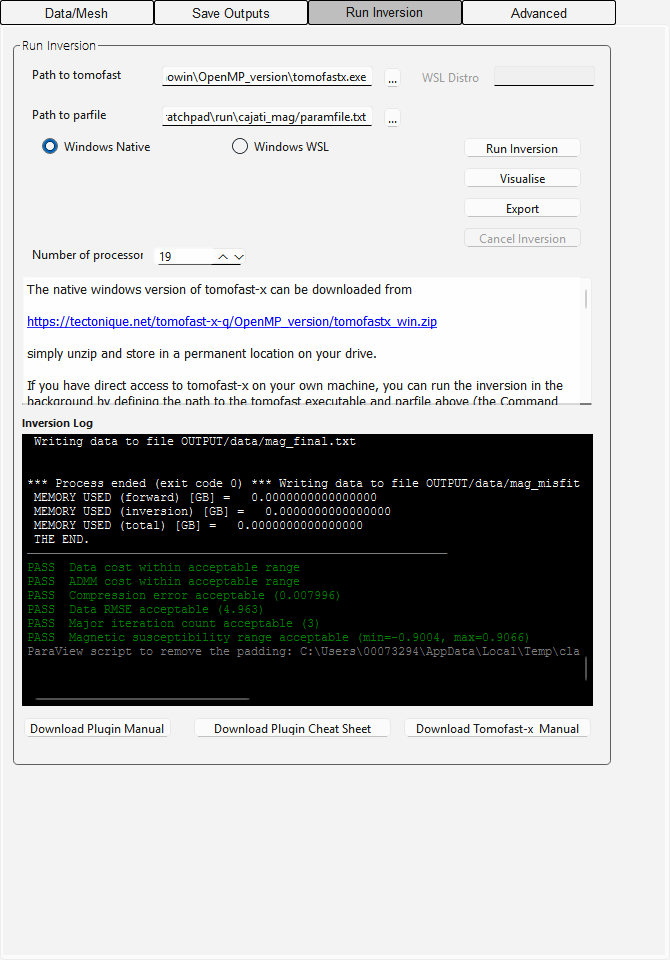 Data/Mesh
Save Outputs
Run Inversion
Advanced
Run Inversion
Path to tomofast
owin\OpenMP_version\tomofastx.exe
...
WSL Distro
Path to parfile
atchpad\run\cajati_mag/paramfile.txt
...
Windows Native
Windows WSL
Run Inversion
Visualise
Export
Cancel Inversion
Number of processor
19
The native windows version of tomofast-x can be downloaded from
https://tectonique.net/tomofast-x-q/OpenMP_version/tomofastx_win.zip
simply unzip and store in a permanent location on your drive.
If you have direct access to tomofast-x on your own machine, you can run the inversion in the
background by defining the path to the tomofast executable and parfile above (the Command
Inversion Log
Writing data to file OUTPUT/data/mag_final.txt
*** Process ended (exit code 0) *** Writing data to file OUTPUT/data/mag_misfit
MEMORY USED (forward) [GB] =   0.0000000000000000
MEMORY USED (inversion) [GB] =   0.0000000000000000
MEMORY USED (total) [GB] =   0.0000000000000000
THE END.
PASS  Data cost within acceptable range
PASS  ADMM cost within acceptable range
PASS  Compression error acceptable (0.007996)
PASS  Data RMSE acceptable (4.963)
PASS  Major iteration count acceptable (3)
PASS  Magnetic susceptibility range acceptable (min=-0.9004, max=0.9066)
ParaView script to remove the padding: C:\Users\00073294\AppData\Local\Temp\cla
Download Plugin Manual
Download Plugin Cheat Sheet
Download Tomofast-x  Manual